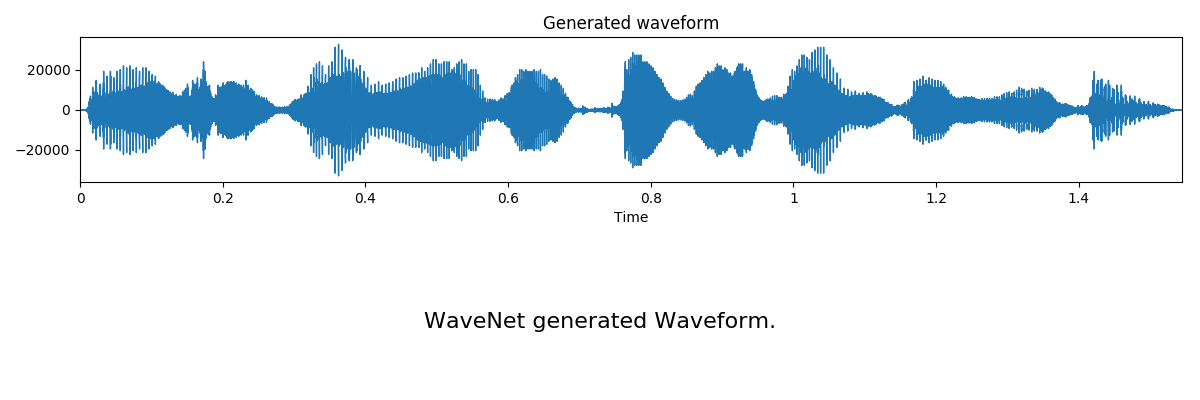 Generated waveform
20000
0
−20000
0 0.2 0.4 0.6 0.8 1 1.2 1.4
Time
WaveNet generated Waveform.